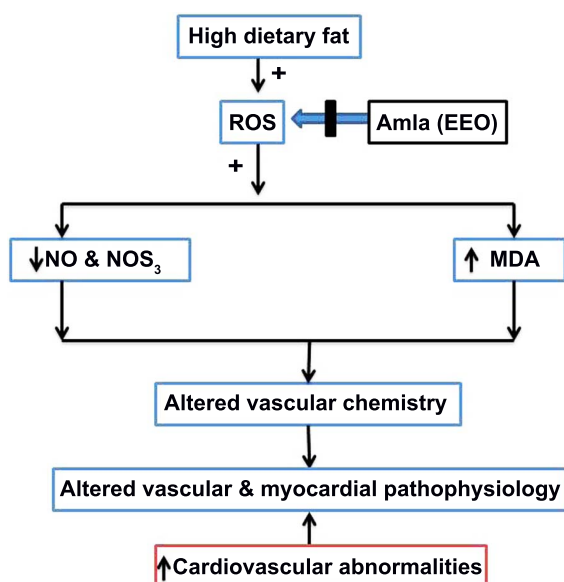 High dietary fat
+
ROS
Amla (EEO)
+
↓NO & NOS₃
↑ MDA
Altered vascular chemistry
Altered vascular & myocardial pathophysiology
↑Cardiovascular abnormalities